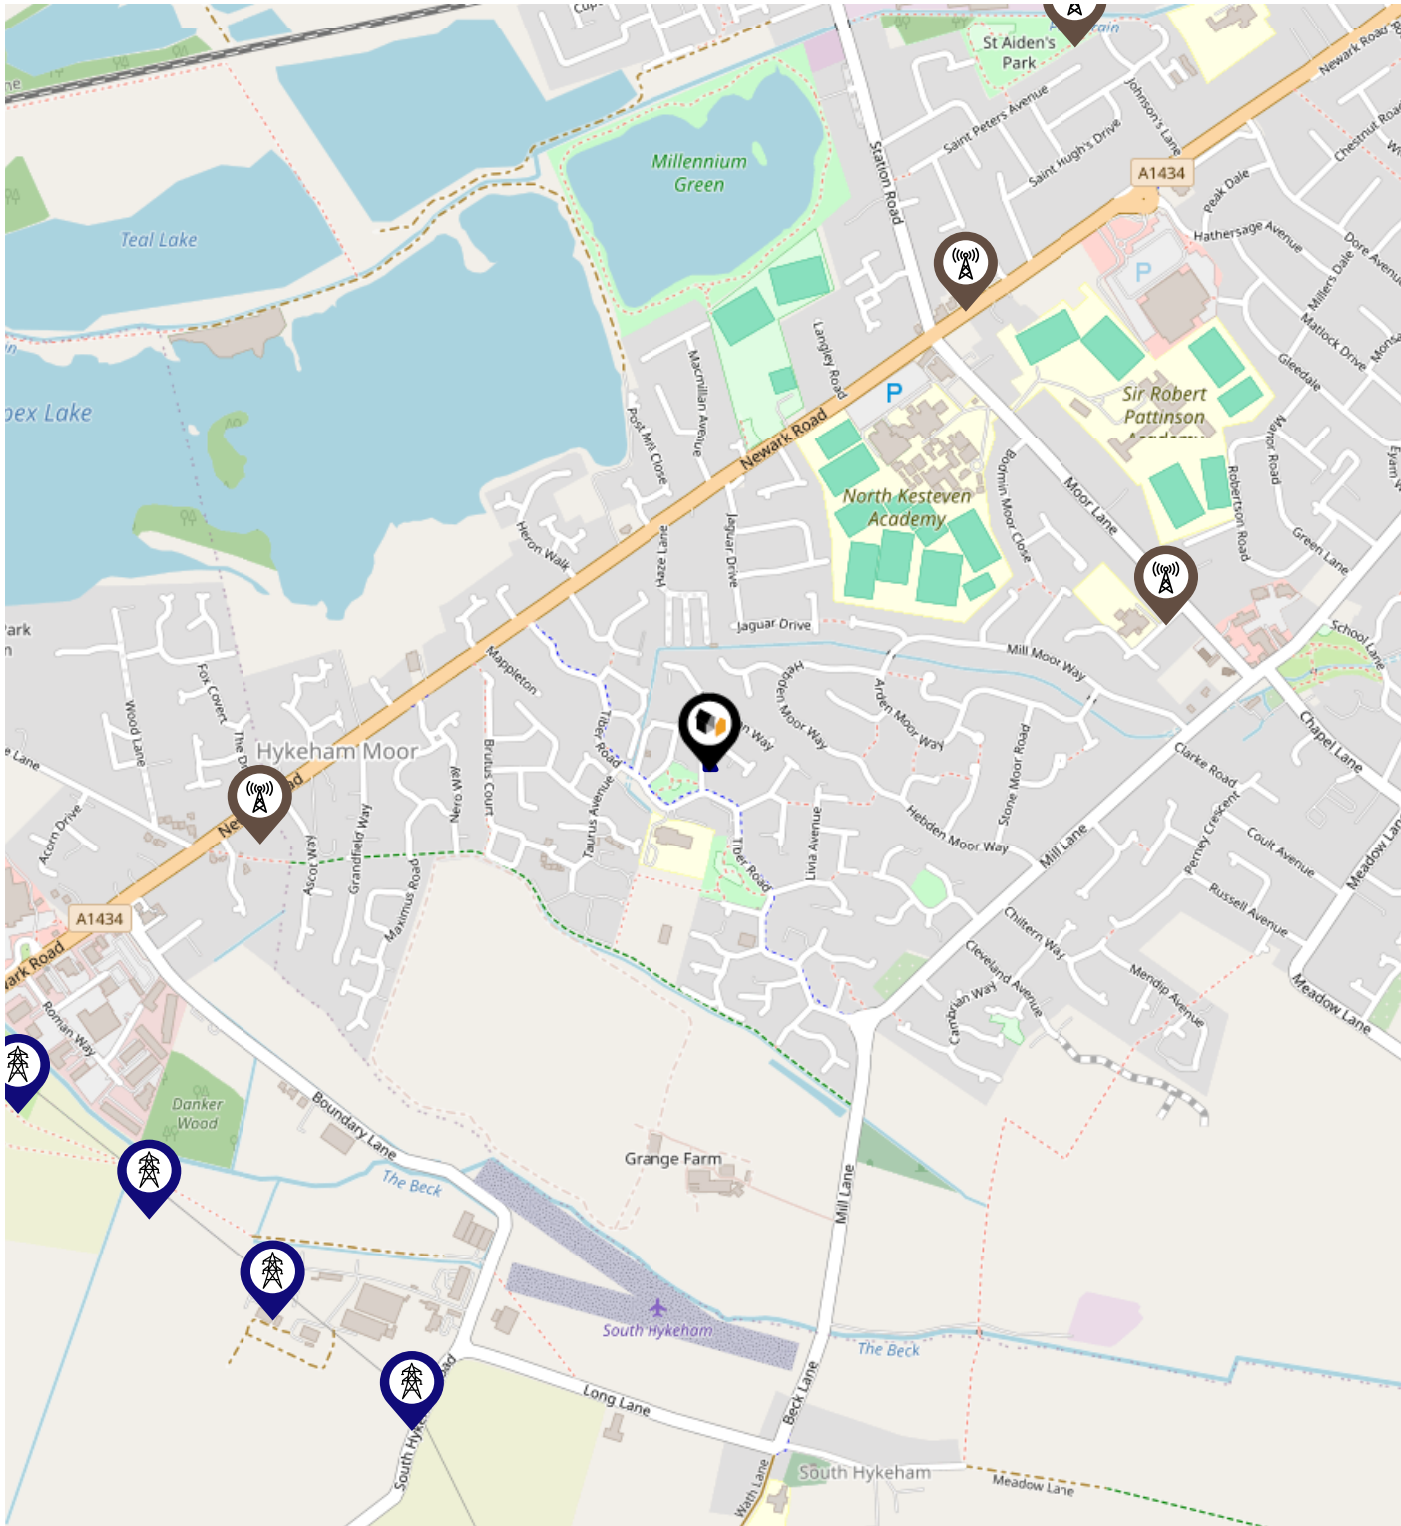 St Aiden's
Park
Newark Road
Chestnut Road
Johnson's Lane
Saint Peters Avenue
Saint Hugh's Drive
Station Road
A1434
Peak Dale
Hathersage Avenue
Dore Avenue
Millers Dale
Matlock Drive
Gleedale
Millennium
Green
Teal Lake
P
pex Lake
Langley Road
Macmillan Avenue
Post Mill Close
P
Sir Robert
Pattinson
Newark Road
Manor Road
Robertson Road
Green Lane
North Kesteven
Academy
Bodmin Moor Close
Moor Lane
Heron Walk
Haze Lane
Jaguar Drive
Jaguar Drive
School Lane
Mill Moor Way
Chapel Lane
Mappleton
Hebden Moor Way
Arden Moor Way
Stone Moor Road
Clarke Road
Fox Covert
Wood Lane
Hykeham Moor
Tiber Road
Brutus Court
Nero Way
Taurus Avenue
Hebden Moor Way
Mill Lane
Perney Crescent
Coult Avenue
Russell Avenue
Meadow Lane
Acorn Drive
Ascot Way
Grandfield Way
Maximus Road
Tiber Road
Livia Avenue
A1434
Chiltern Way
Cleveland Avenue
Cambrian Way
Mendip Avenue
Meadow Lane
Roman Way
Danker
Wood
Boundary Lane
Grange Farm
The Beck
Mill Lane
South Hykeham
The Beck
Long Lane
Beck Lane
South Hykeham
Meadow Lane
Wath Lane